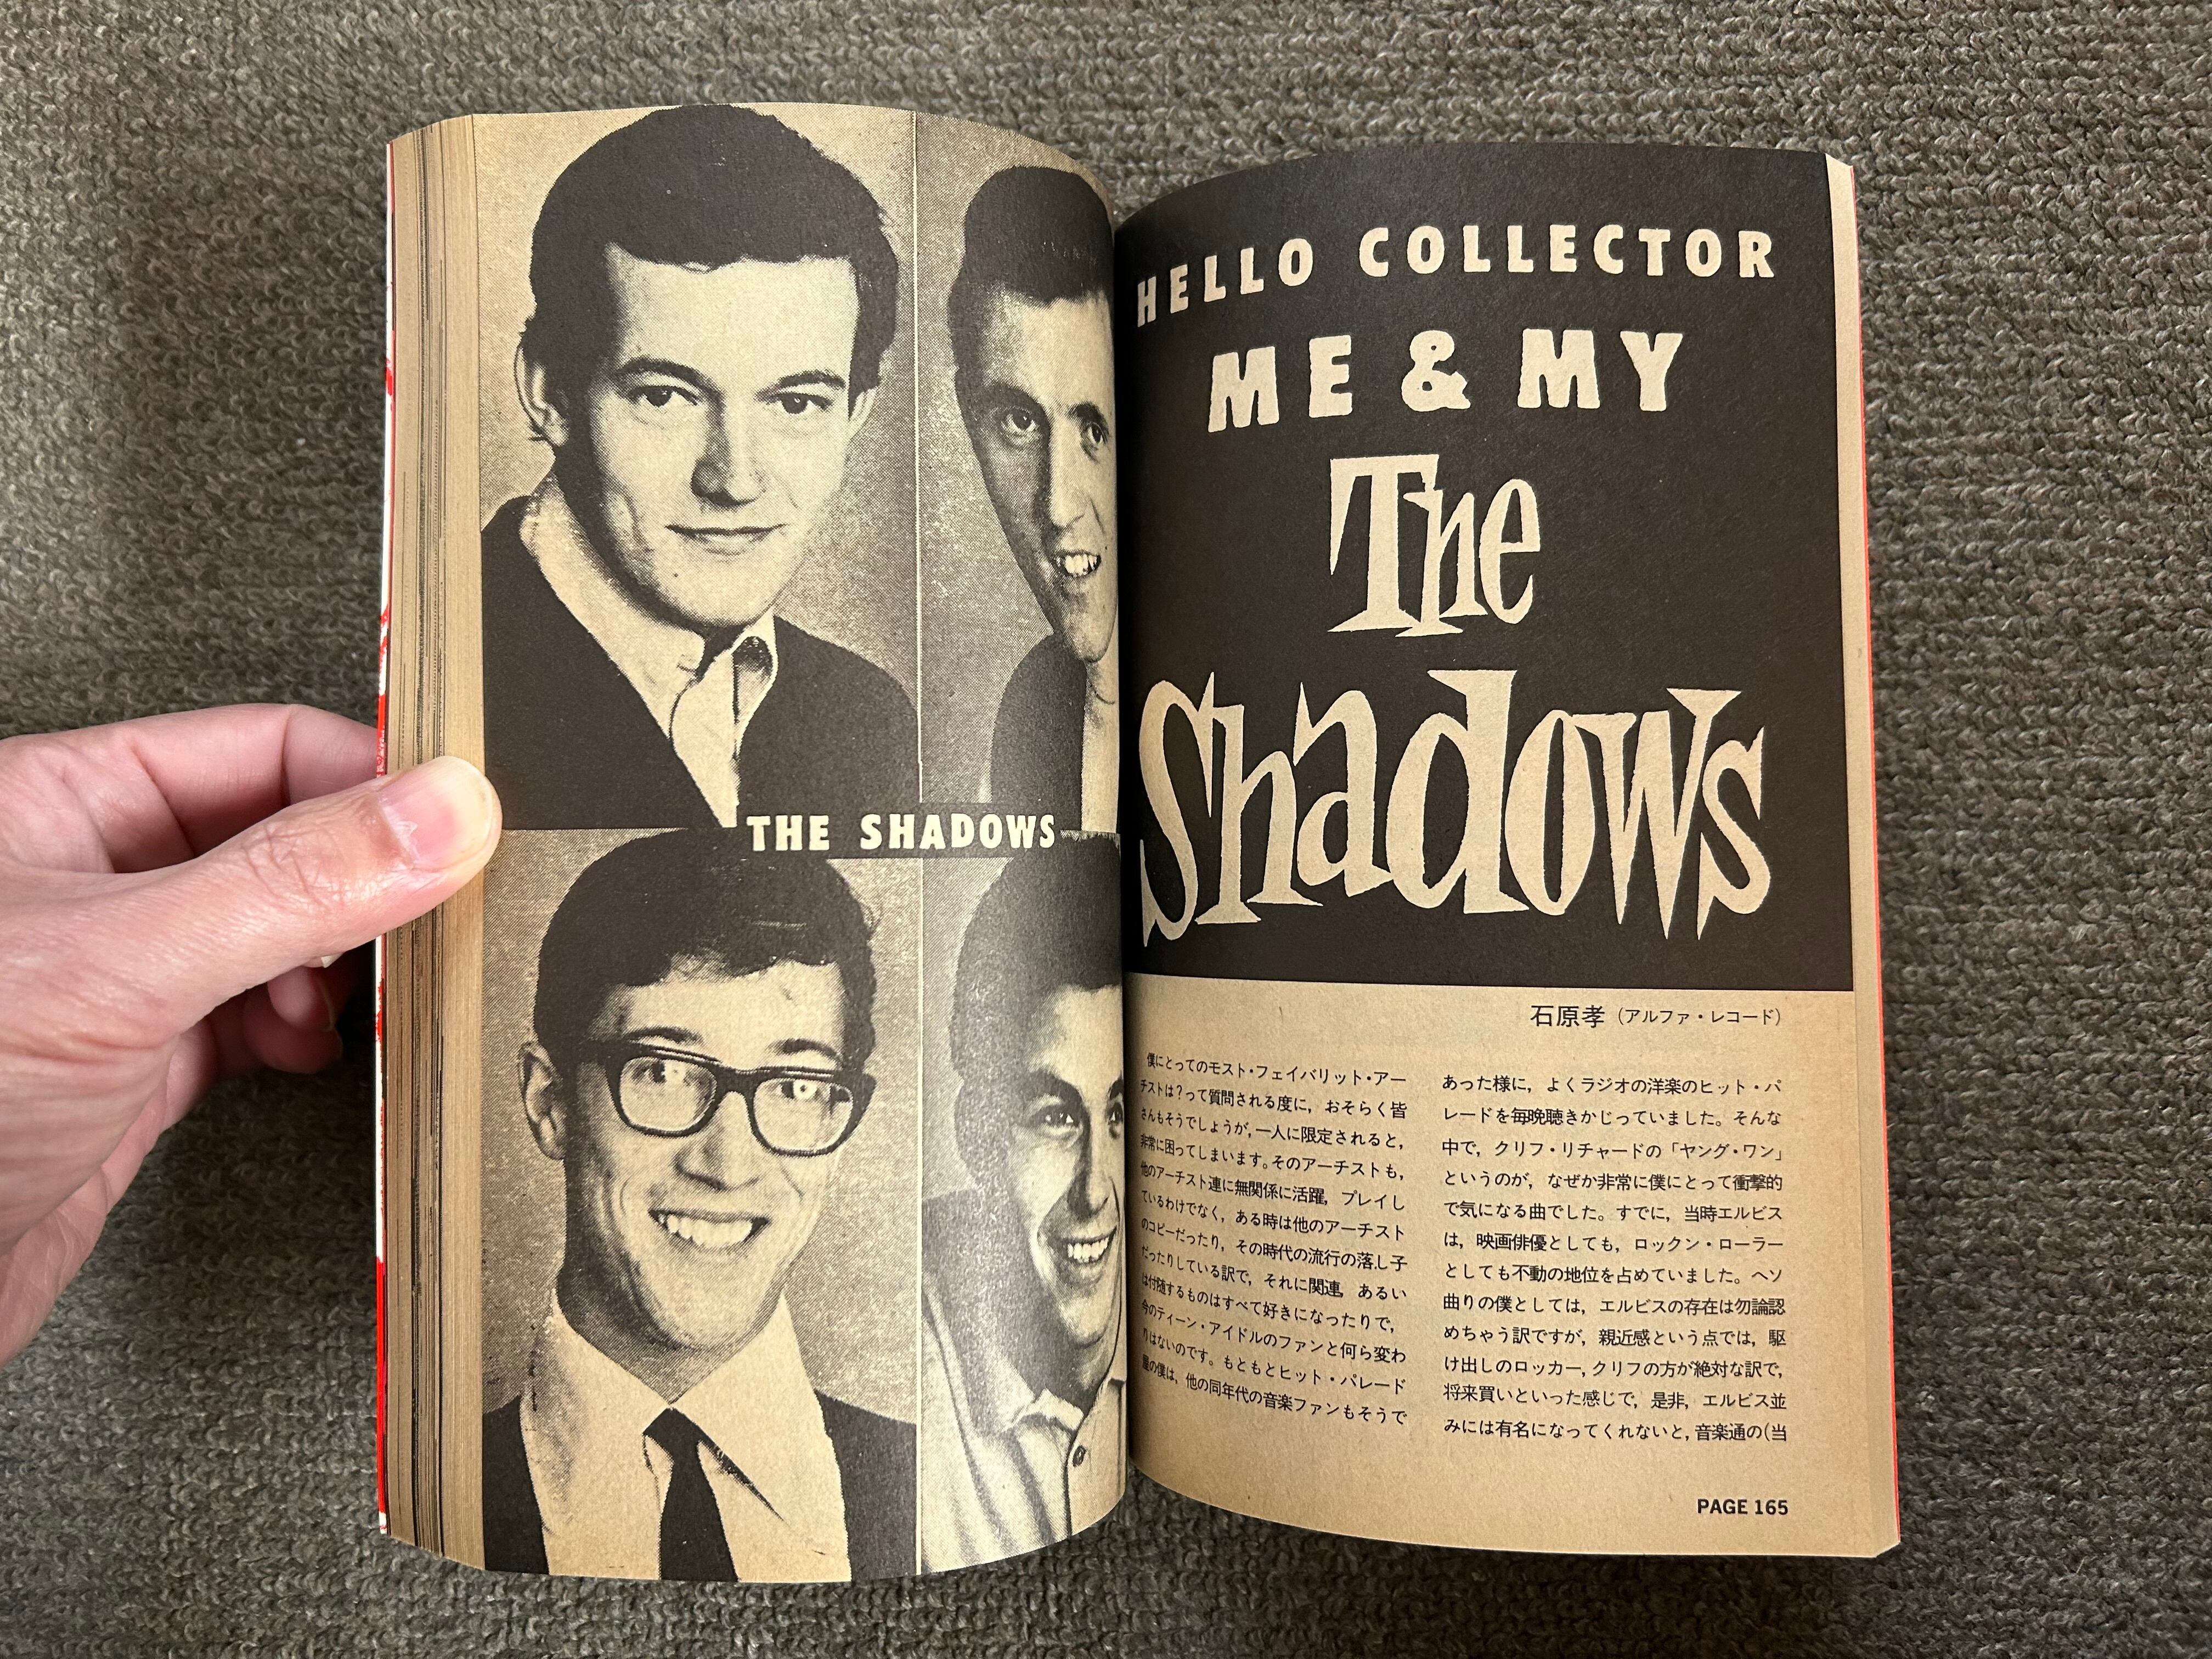 THE SHADOWS
HELLO COLLECTOR
ME & MY
The
Shadows
石原孝（アルファ・レコード）
僕にとってのモスト・フェイバリット・アー
チストは？って質問される度に，おそらく皆
さんもそうでしょうが，一人に限定されると，
非常に困ってしまいます。そのアーチストも，
他のアーチスト連に無関係に活躍，プレイし
ているわけでなく，ある時は他のアーチスト
のコピーだったり，その時代の流行の落し子
だったりしている訳で，それに関連，あるい
は付随するものはすべて好きになったりで，
今のティーン・アイドルのファンと何ら変わ
りはないのです。もともとヒット・パレード
屋の僕は，他の同年代の音楽ファンもそうで
あった様に，よくラジオの洋楽のヒット・パ
レードを毎晩聴きかじっていました。そんな
中で，クリフ・リチャードの「ヤング・ワン」
というのが，なぜか非常に僕にとって衝撃的
で気になる曲でした。すでに，当時エルビス
は，映画俳優としても，ロックン・ローラー
としても不動の地位を占めていました。ヘソ
曲りの僕としては，エルビスの存在は勿論認
めちゃう訳ですが，親近感という点では，駆
け出しのロッカー，クリフの方が絶対な訳で，
将来買いといった感じで，是非，エルビス並
みには有名になってくれないと，音楽通の(当
PAGE 165